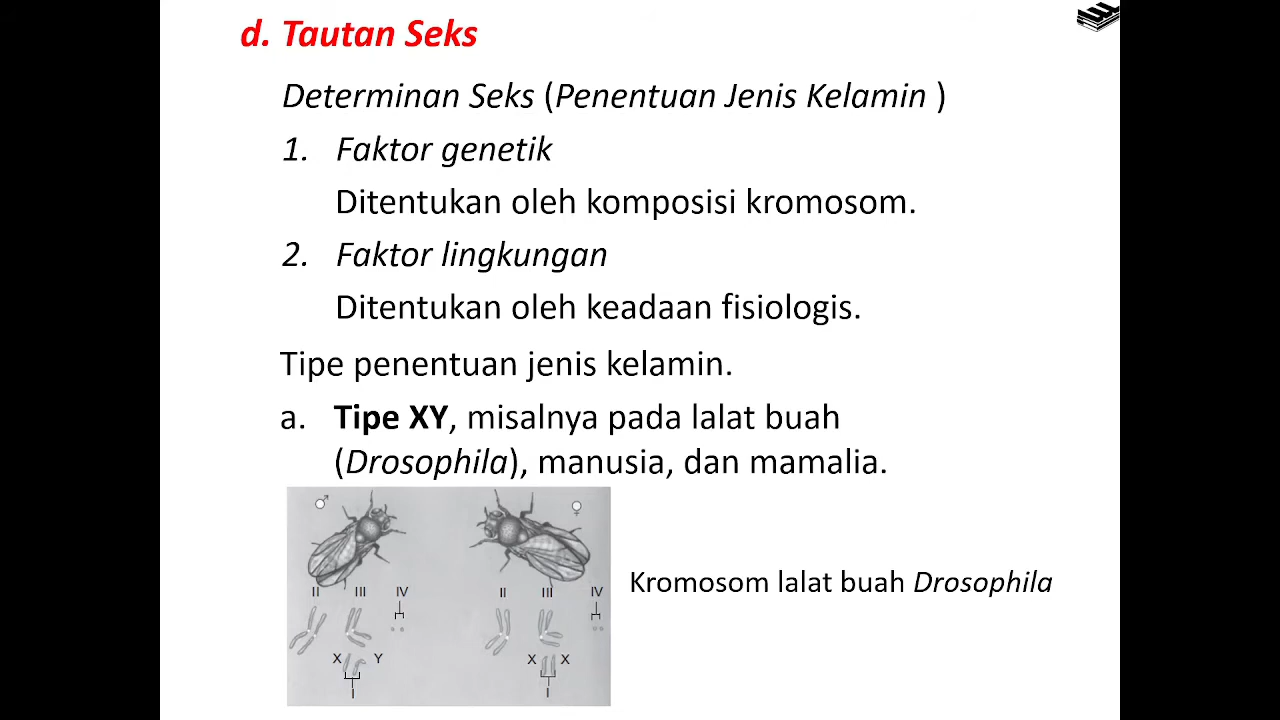 d. Tautan Seks
Determinan Seks (Penentuan Jenis Kelamin )
1. Faktor genetik
Ditentukan oleh komposisi kromosom.
2. Faktor lingkungan
Ditentukan oleh keadaan fisiologis.
Tipe penentuan jenis kelamin.
a. Tipe XY, misalnya pada lalat buah
(Drosophila), manusia, dan mamalia.
♂ ♀
II III IV II III IV
X Y X X
I I
Kromosom lalat buah Drosophila